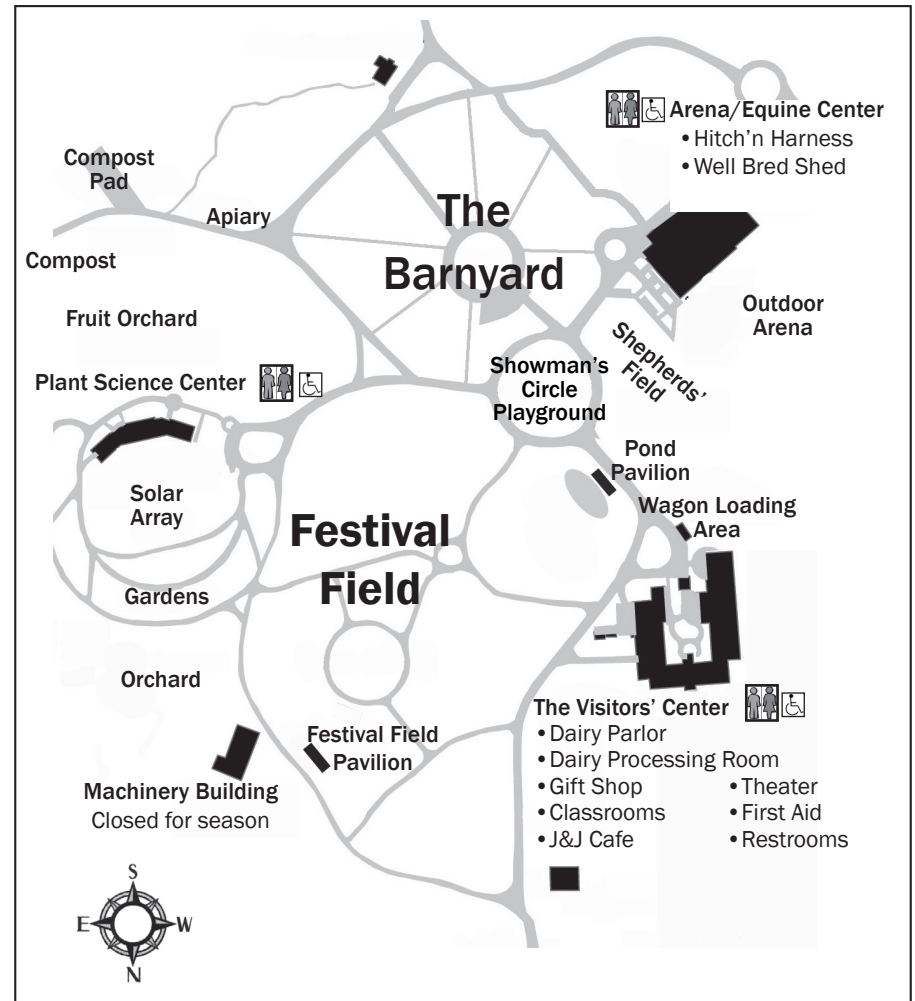 Arena/Equine Center
• Hitch'n Harness
• Well Bred Shed
Compost
Pad
Apiary
The
Barnyard
Compost
Fruit Orchard
Outdoor
Arena
Shepherds'
Field
Showman's
Circle
Playground
Plant Science Center
Pond
Pavilion
Wagon Loading
Area
Solar
Array
Festival
Field
Gardens
Orchard
The Visitors' Center
• Dairy Parlor
• Dairy Processing Room
• Gift Shop
• Theater
• Classrooms
• First Aid
• J&J Cafe
• Restrooms
Festival Field
Pavilion
Machinery Building
Closed for season
S
E
W
N